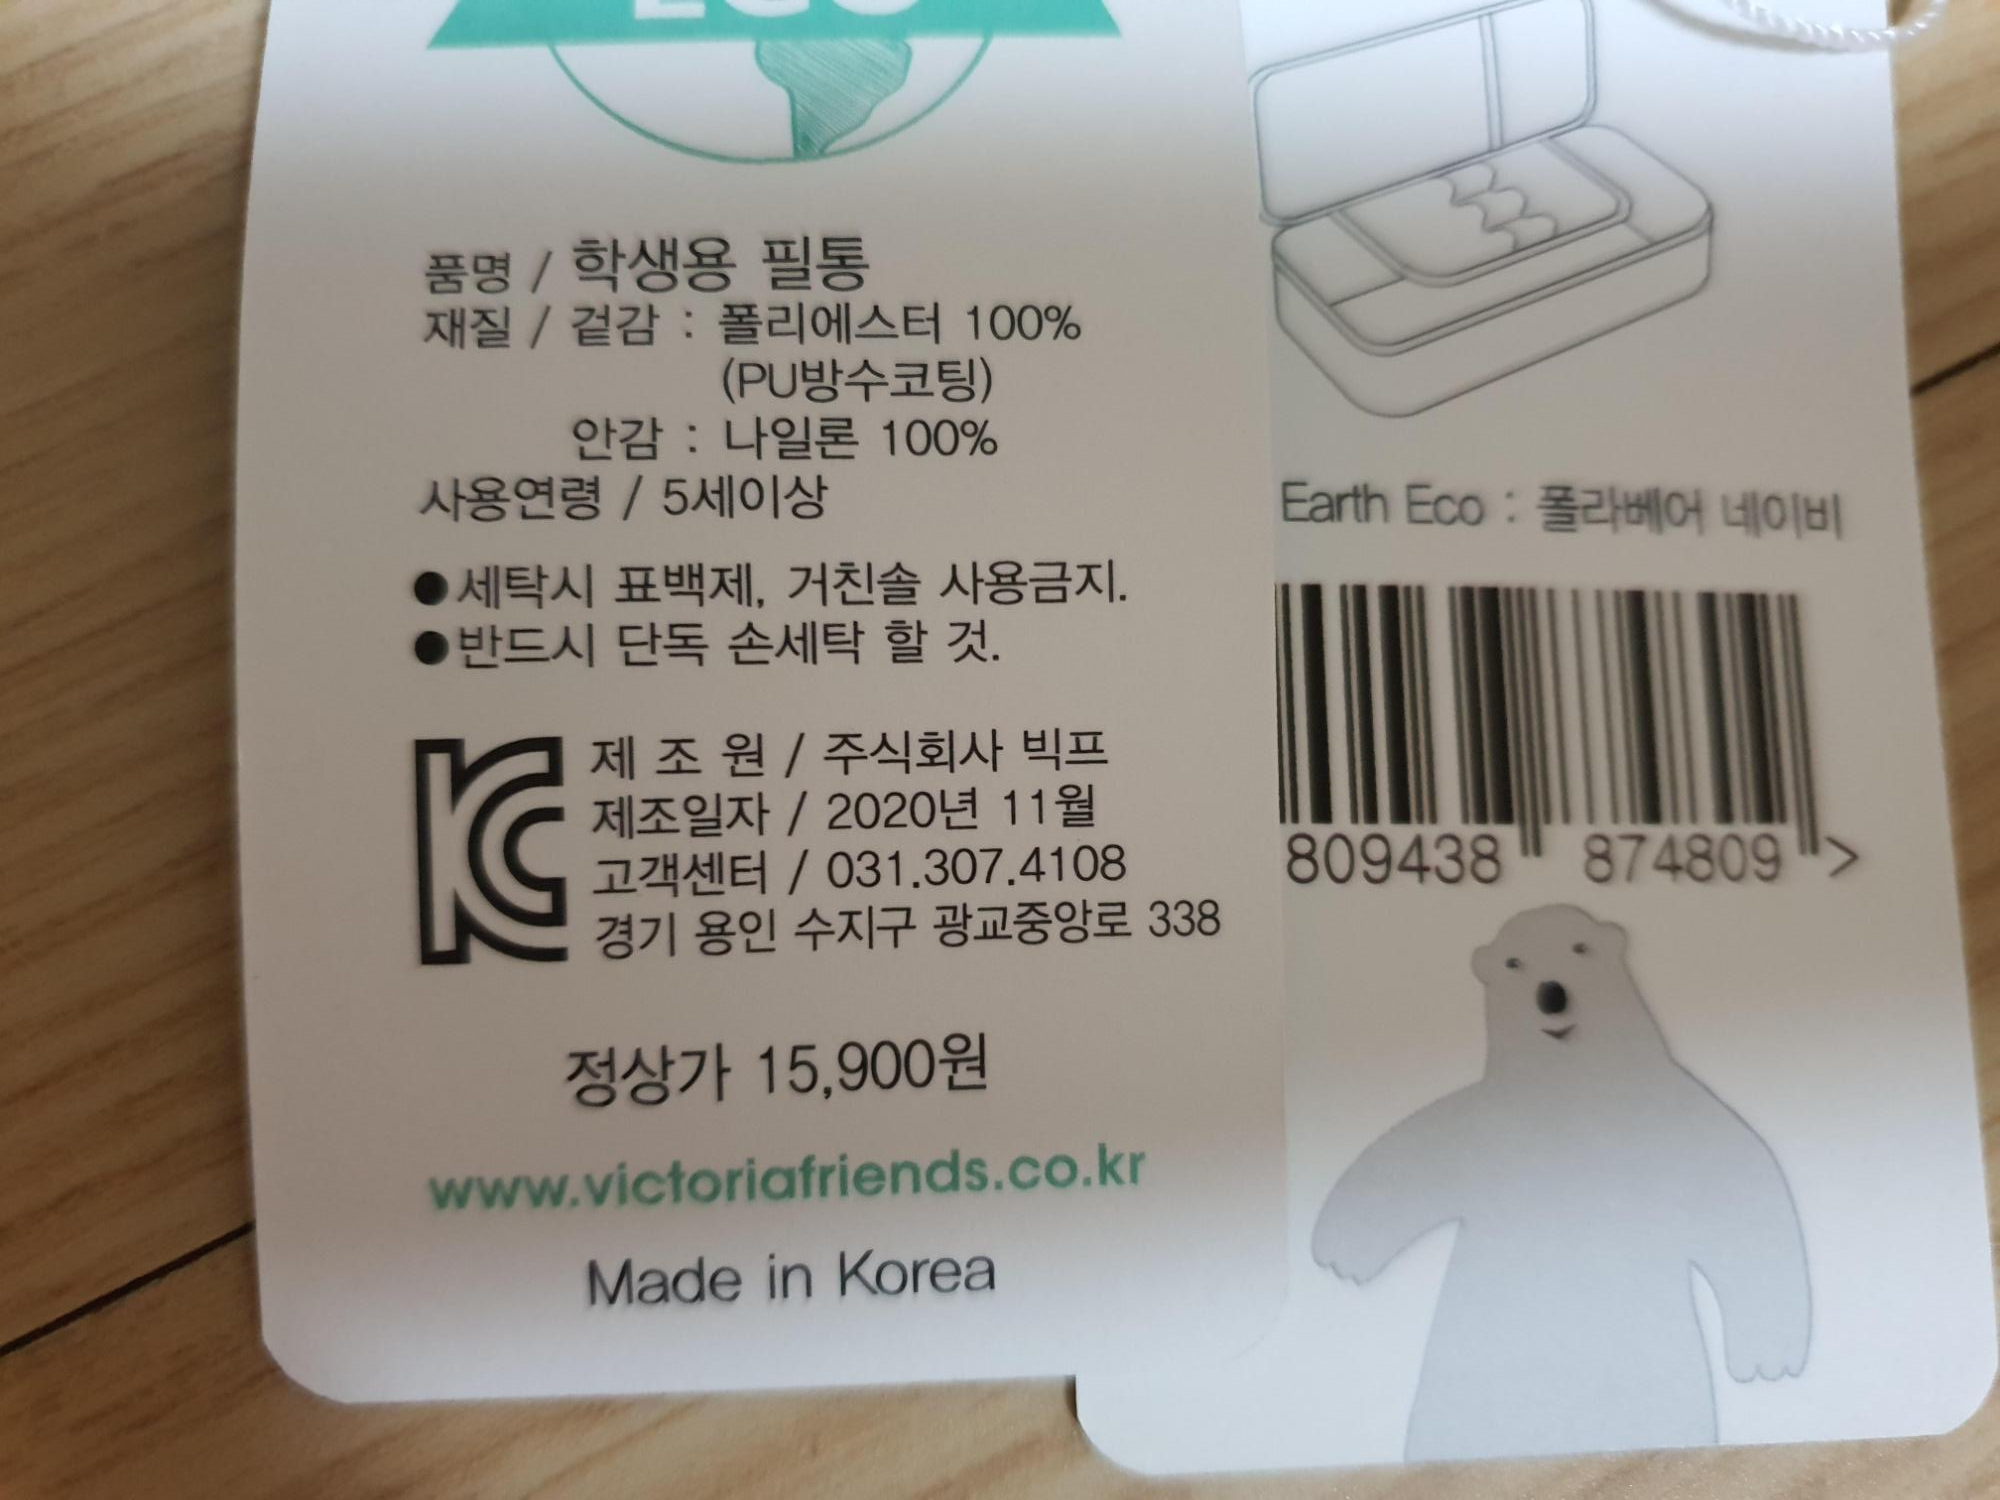 ECO
품명 / 학생용 필통
재질 / 겉감 : 폴리에스터 100%
(PU방수코팅)
안감 : 나일론 100%
사용연령 / 5세이상
●세탁시 표백제, 거친솔 사용금지.
●반드시 단독 손세탁 할 것.
KC
제 조 원 / 주식회사 빅프
제조일자 / 2020년 11월
고객센터 / 031.307.4108
경기 용인 수지구 광교중앙로 338
정상가 15,900원
www.victoriafriends.co.kr
Made in Korea
Earth Eco : 폴라베어 네이비
809438 874809 >